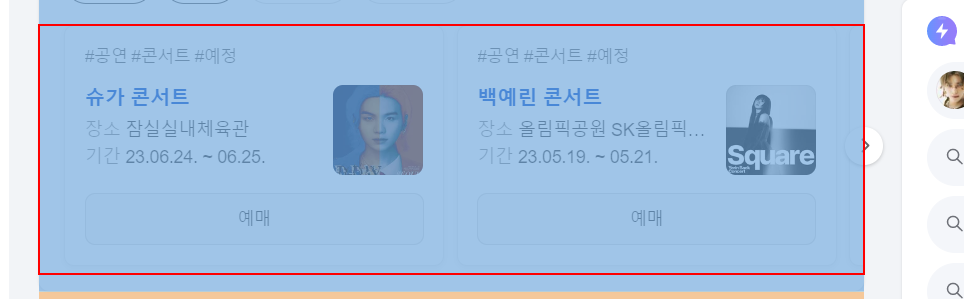 #공연 #콘서트 #예정
슈가 콘서트
장소 잠실실내체육관
기간 23.06.24. ~ 06.25.
예매
#공연 #콘서트 #예정
백예린 콘서트
장소 올림픽공원 SK올림픽...
기간 23.05.19. ~ 05.21.
Square
예매